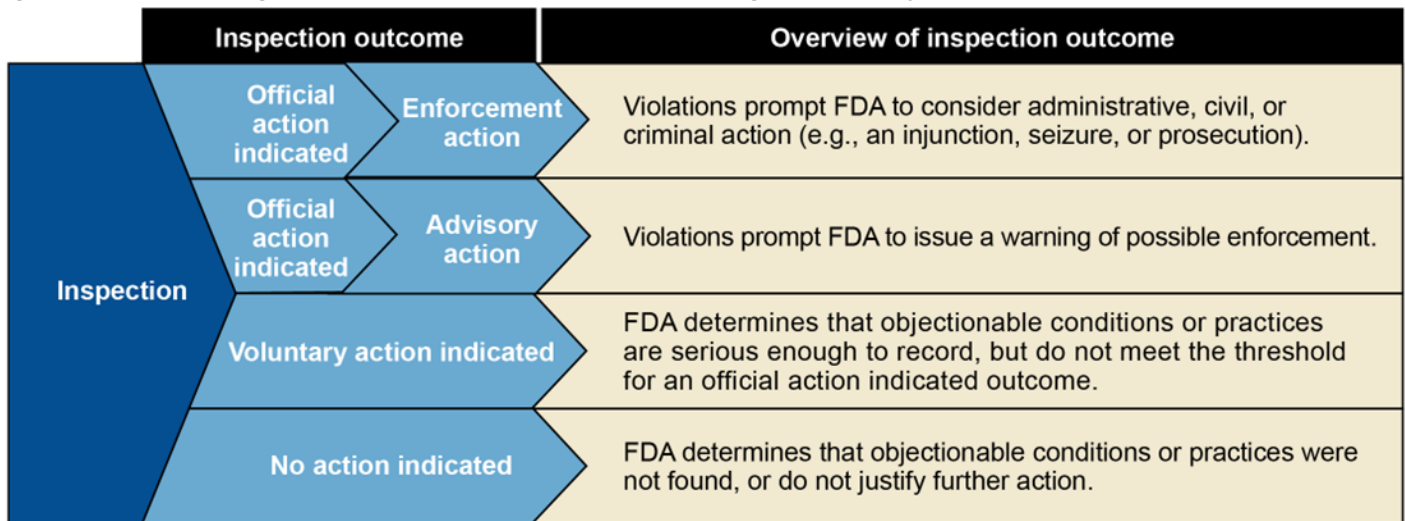 Inspection outcome
Overview of inspection outcome
Inspection
Official
action
indicated
Enforcement
action
Violations prompt FDA to consider administrative, civil, or
criminal action (e.g., an injunction, seizure, or prosecution).
Official
action
indicated
Advisory
action
Violations prompt FDA to issue a warning of possible enforcement.
Voluntary action indicated
FDA determines that objectionable conditions or practices
are serious enough to record, but do not meet the threshold
for an official action indicated outcome.
No action indicated
FDA determines that objectionable conditions or practices were
not found, or do not justify further action.